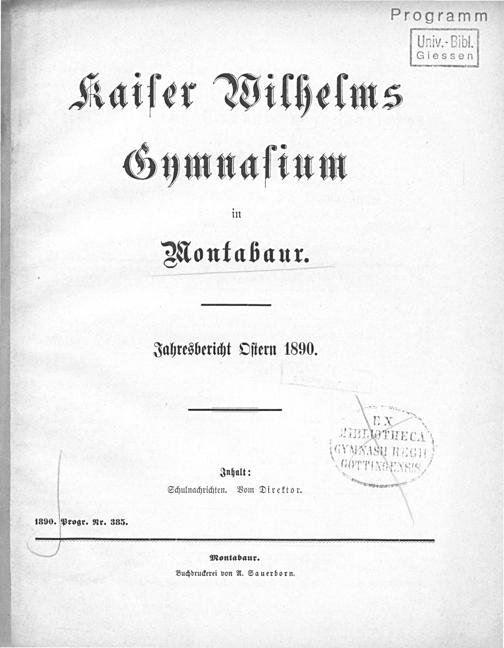 Programm
Univ.-Bibl.
Giessen
Kaiser Wilhelms
Gymnasium
in
Montabaur.
Jahresbericht Ostern 1890.
EX
BIBLIOTHECA
GYMNASII REGII
GOTTINGENSIS
Inhalt:
Schulnachrichten. Vom Direktor.
1890. Progr. Nr. 385.
Montabaur.
Buchdruckerei von A. Sauerborn.